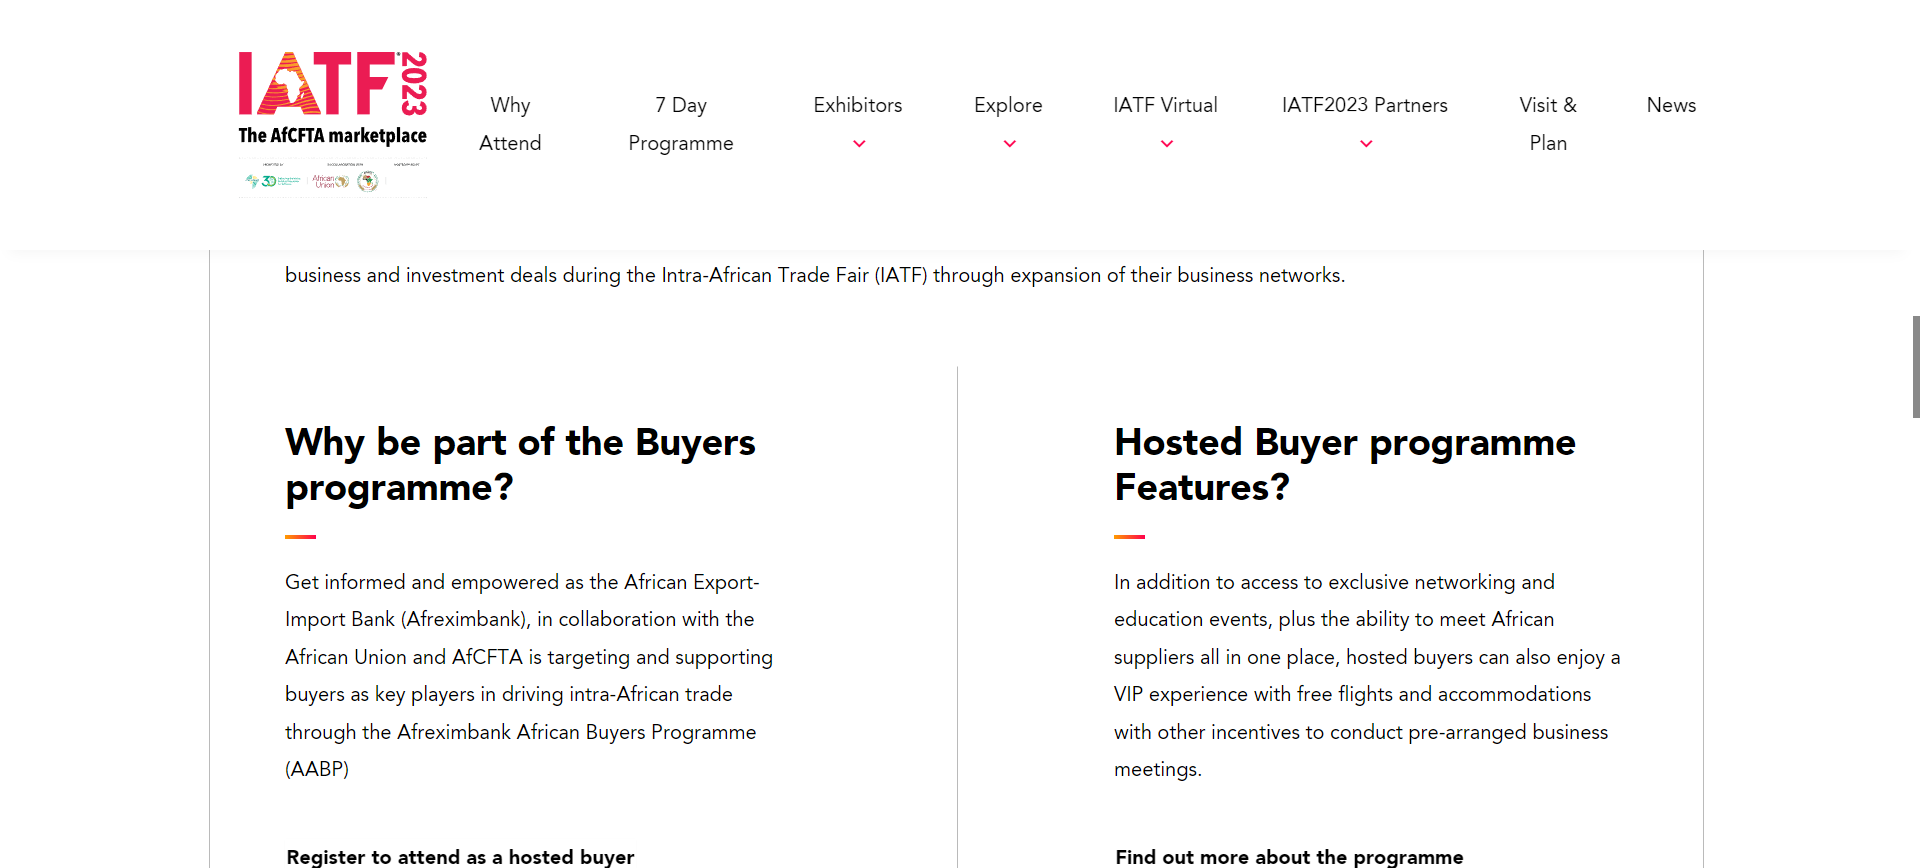 IATF 2023
The AfCFTA marketplace
African Union
Why Attend
7 Day Programme
Exhibitors
Explore
IATF Virtual
IATF2023 Partners
Visit & Plan
News
business and investment deals during the Intra-African Trade Fair (IATF) through expansion of their business networks.
Why be part of the Buyers
programme?
Get informed and empowered as the African Export-
Import Bank (Afreximbank), in collaboration with the
African Union and AfCFTA is targeting and supporting
buyers as key players in driving intra-African trade
through the Afreximbank African Buyers Programme
(AABP)
Register to attend as a hosted buyer
Hosted Buyer programme
Features?
In addition to access to exclusive networking and
education events, plus the ability to meet African
suppliers all in one place, hosted buyers can also enjoy a
VIP experience with free flights and accommodations
with other incentives to conduct pre-arranged business
meetings.
Find out more about the programme